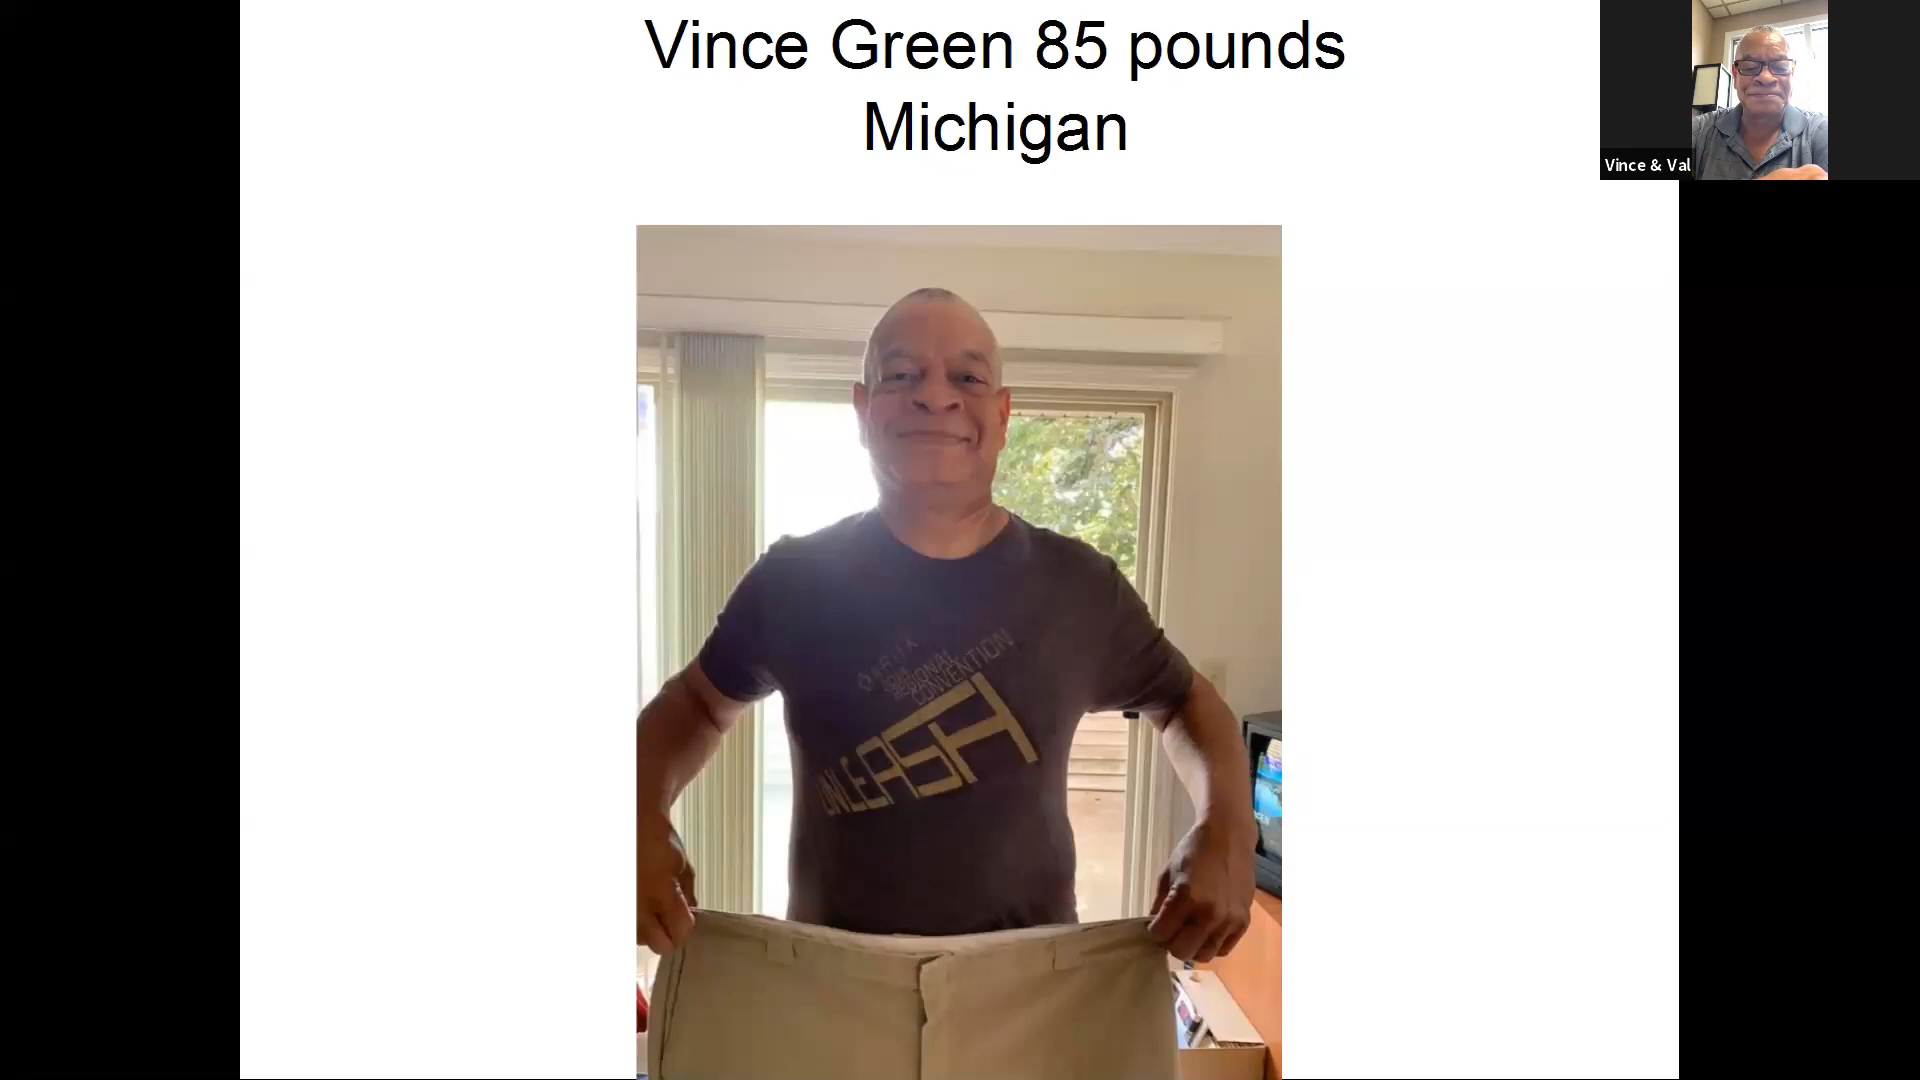 Vince Green 85 pounds
Michigan
Vince & Val
REGIONAL
CONVENTION
UNLEASH